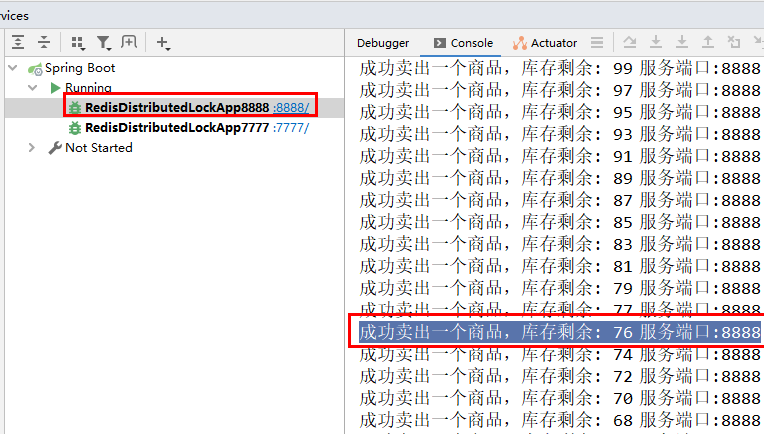 rvices
Debugger
Console
Actuator
Spring Boot
Running
RedisDistributedLockApp8888 :8888/
RedisDistributedLockApp7777 :7777/
Not Started
成功卖出一个商品，库存剩余: 99 服务端口:8888
成功卖出一个商品，库存剩余: 97 服务端口:8888
成功卖出一个商品，库存剩余: 95 服务端口:8888
成功卖出一个商品，库存剩余: 93 服务端口:8888
成功卖出一个商品，库存剩余: 91 服务端口:8888
成功卖出一个商品，库存剩余: 89 服务端口:8888
成功卖出一个商品，库存剩余: 87 服务端口:8888
成功卖出一个商品，库存剩余: 85 服务端口:8888
成功卖出一个商品，库存剩余: 83 服务端口:8888
成功卖出一个商品，库存剩余: 81 服务端口:8888
成功卖出一个商品，库存剩余: 79 服务端口:8888
成功卖出一个商品，库存剩余: 77 服务端口:8888
成功卖出一个商品，库存剩余: 76 服务端口:8888
成功卖出一个商品，库存剩余: 74 服务端口:8888
成功卖出一个商品，库存剩余: 72 服务端口:8888
成功卖出一个商品，库存剩余: 70 服务端口:8888
成功卖出一个商品，库存剩余: 68 服务端口:8888